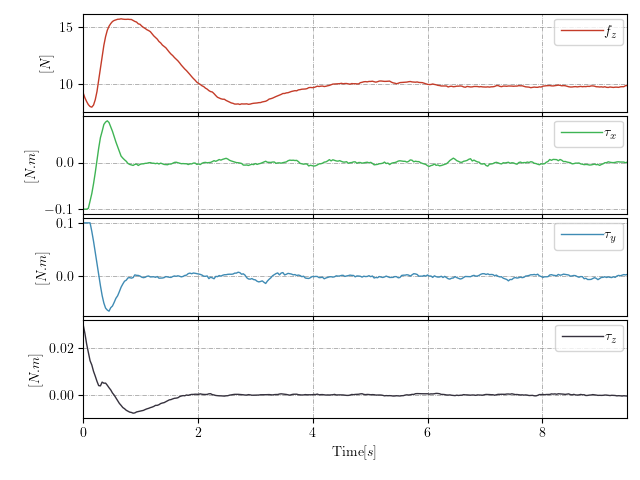 15
10
[N]
f_z
0.0
−0.1
[N.m]
τ_x
0.1
0.0
[N.m]
τ_y
0.02
0.00
[N.m]
τ_z
0 2 4 6 8
Time[s]